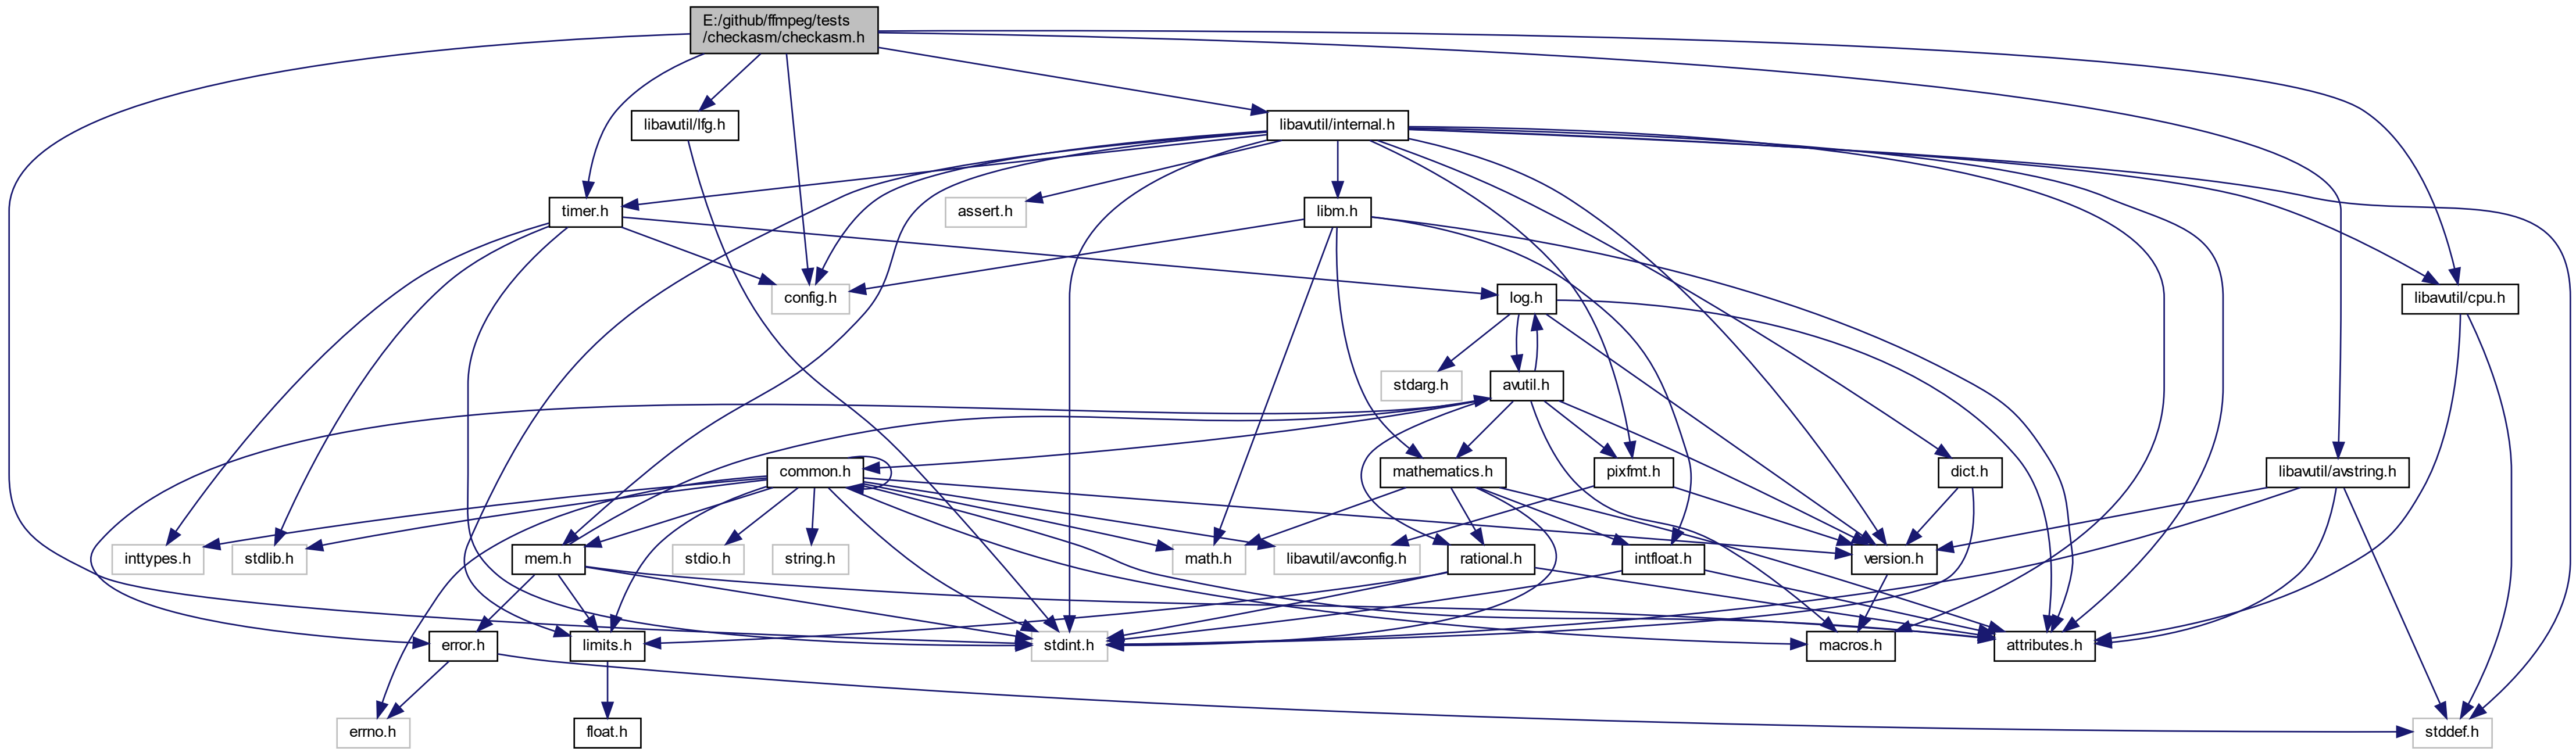 E:/github/ffmpeg/tests
/checkasm/checkasm.h
libavutil/lfg.h
libavutil/internal.h
timer.h
assert.h
libm.h
config.h
log.h
libavutil/cpu.h
stdarg.h
avutil.h
common.h
mathematics.h
pixfmt.h
dict.h
libavutil/avstring.h
inttypes.h
stdlib.h
mem.h
stdio.h
string.h
math.h
libavutil/avconfig.h
rational.h
intfloat.h
version.h
error.h
limits.h
stdint.h
macros.h
attributes.h
errno.h
float.h
stddef.h